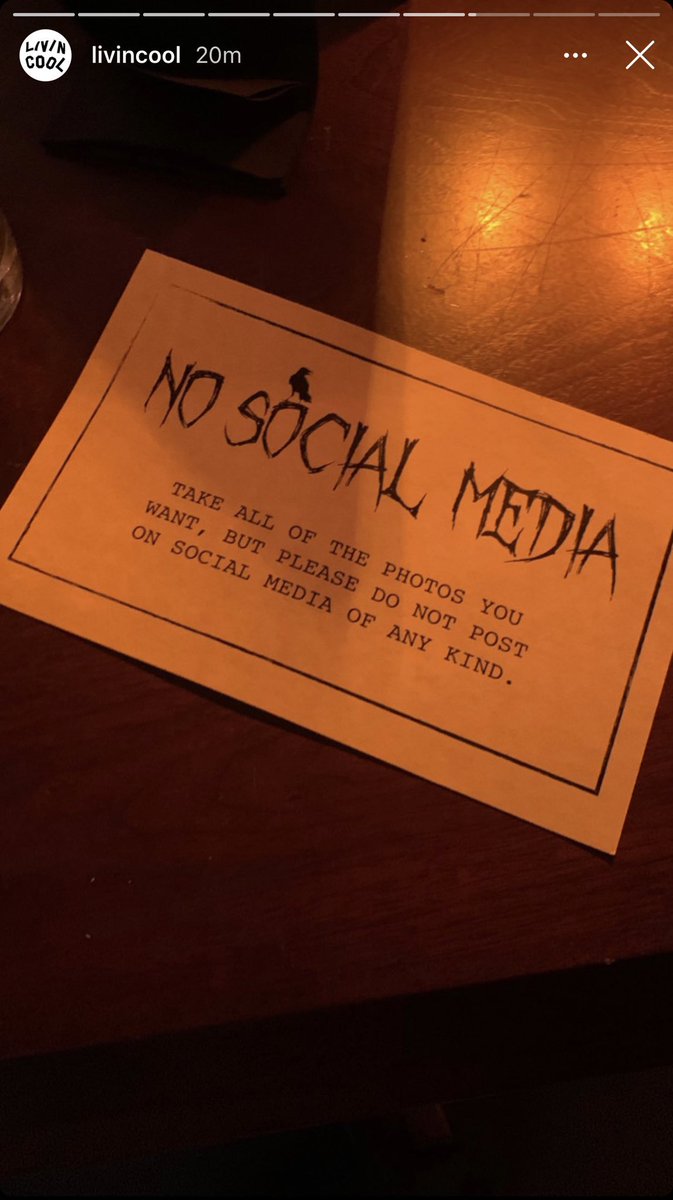 LIVIN
COOL
livincool 20m
NO SOCIAL MEDIA
TAKE ALL OF THE PHOTOS YOU
WANT, BUT PLEASE DO NOT POST
ON SOCIAL MEDIA OF ANY KIND.